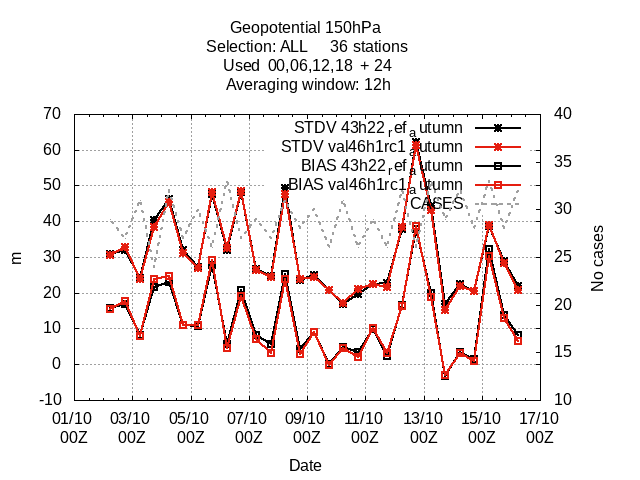 Geopotential 150hPa
Selection: ALL 36 stations
Used 00,06,12,18 + 24
Averaging window: 12h
STDV 43h22_ref_autumn
STDV val46h1rc1_autumn
BIAS 43h22_ref_autumn
BIAS val46h1rc1_autumn
CASES
70
60
50
40
30
20
10
0
-10
m
40
35
30
25
20
15
10
No cases
01/10 03/10 05/10 07/10 09/10 11/10 13/10 15/10 17/10
00Z 00Z 00Z 00Z 00Z 00Z 00Z 00Z 00Z
Date